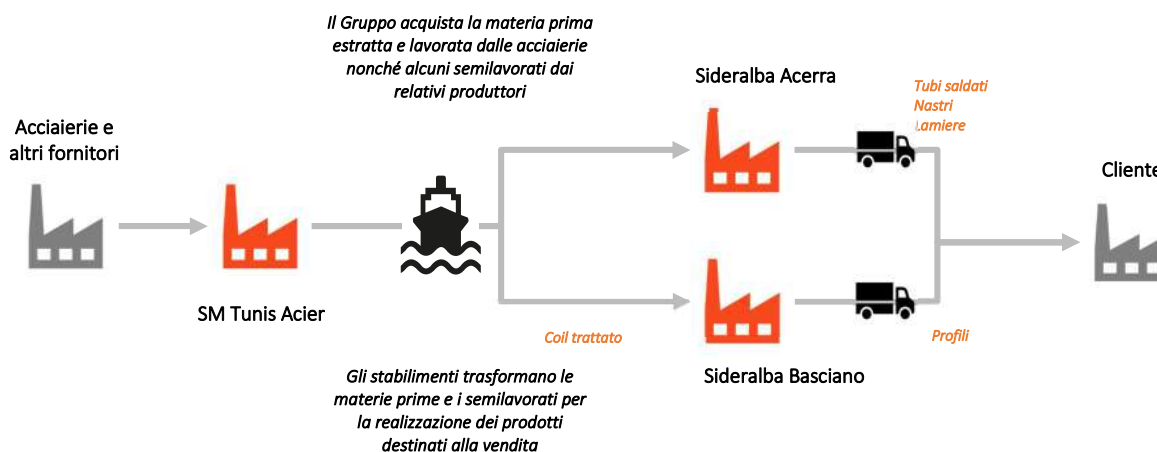 Il Gruppo acquista la materia prima
estratta e lavorata dalle acciaierie
nonché alcuni semilavorati dai
relativi produttori
Acciaierie e
altri fornitori
SM Tunis Acier
Sideralba Acerra
Tubi saldati
Nastri
Lamiere
Cliente
Coil trattato
Sideralba Basciano
Profili
Gli stabilimenti trasformano le
materie prime e i semilavorati per
la realizzazione dei prodotti
destinati alla vendita